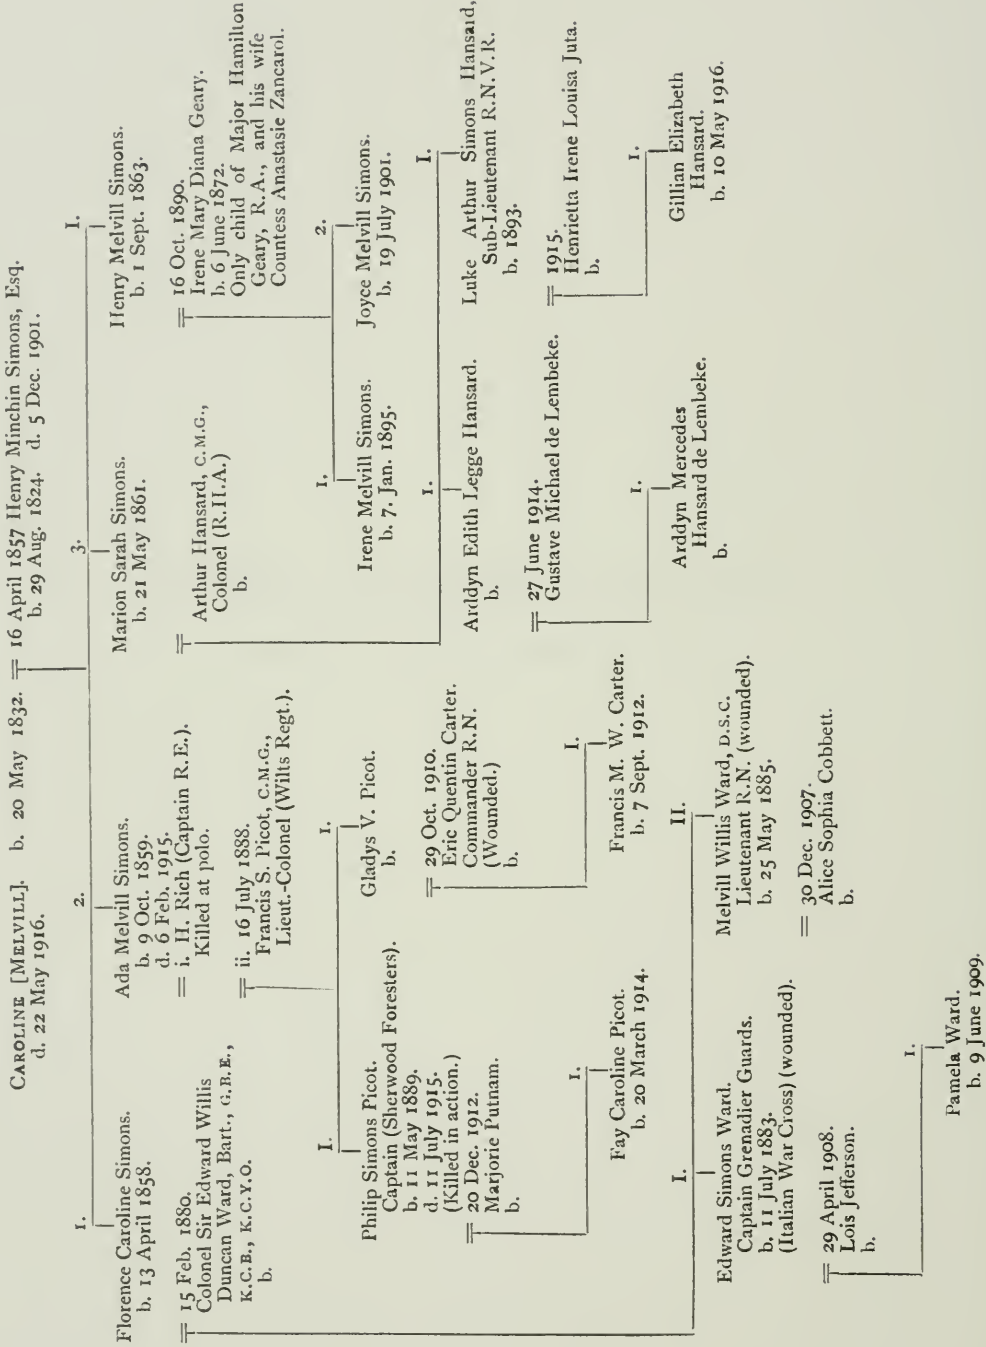 CAROLINE [MELVILL]. b. 20 May 1832. = 16 April 1857 Henry Minchin Simons, Esq.
d. 22 May 1916. b. 29 Aug. 1824. d. 5 Dec. 1901.
1. 2. 3. I.
Florence Caroline Simons.
b. 13 April 1858.
= 15 Feb. 1880.
Colonel Sir Edward Willis
Duncan Ward, Bart., G.B.E.,
K.C.B., K.C.V.O.
b.
Ada Melvill Simons.
b. 9 Oct. 1859.
d. 6 Feb. 1915.
= i. H. Rich (Captain R.E.).
Killed at polo.
= ii. 16 July 1888.
Francis S. Picot, C.M.G.,
Lieut.-Colonel (Wilts Regt.).
Marion Sarah Simons.
b. 21 May 1861.
= Arthur Hansard, C.M.G.,
Colonel (R.H.A.)
b.
Henry Melvill Simons.
b. 1 Sept. 1863.
= 16 Oct. 1890.
Irene Mary Diana Geary.
b. 6 June 1872.
Only child of Major Hamilton
Geary, R.A., and his wife
Countess Anastasie Zancarol.
1. 2.
Irene Melvill Simons.
b. 7. Jan. 1895.
Joyce Melvill Simons.
b. 19 July 1901.
I. 1.
Philip Simons Picot.
Captain (Sherwood Foresters).
b. 11 May 1889.
d. 11 July 1915.
(Killed in action.)
= 20 Dec. 1912.
Marjorie Putnam.
b.
Gladys V. Picot.
b.
= 29 Oct. 1910.
Eric Quentin Carter.
Commander R.N.
(Wounded.)
b.
1. I.
Arddyn Edith Legge Hansard.
b.
= 27 June 1914.
Gustave Michael de Lembeke.
Luke Arthur Simons Hansard,
Sub-Lieutenant R.N.V.R.
b. 1893.
= 1915.
Henrietta Irene Louisa Juta.
b.
1.
Fay Caroline Picot.
b. 20 March 1914.
I.
Francis M. W. Carter.
b. 7 Sept. 1912.
1.
Arddyn Mercedes
Hansard de Lembeke.
b.
1.
Gillian Elizabeth
Hansard.
b. 10 May 1916.
I. II.
Edward Simons Ward.
Captain Grenadier Guards.
b. 11 July 1883.
(Italian War Cross) (wounded).
= 29 April 1908.
Lois Jefferson.
b.
Melvill Willis Ward, D.S.C.
Lieutenant R.N. (wounded).
b. 25 May 1885.
= 30 Dec. 1907.
Alice Sophia Cobbett.
b.
1.
Pamela Ward.
b. 9 June 1909.